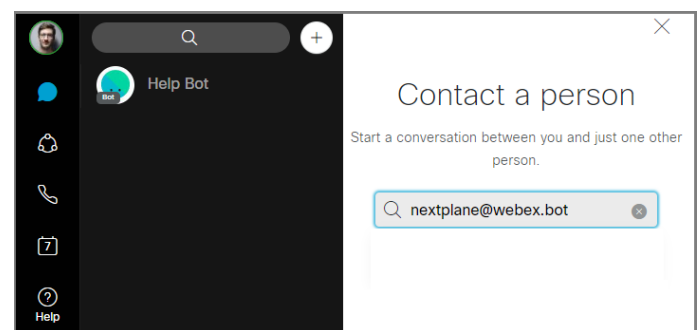 Help Bot
Bot
7
Help
Contact a person
Start a conversation between you and just one other
person.
nextplane@webex.bot